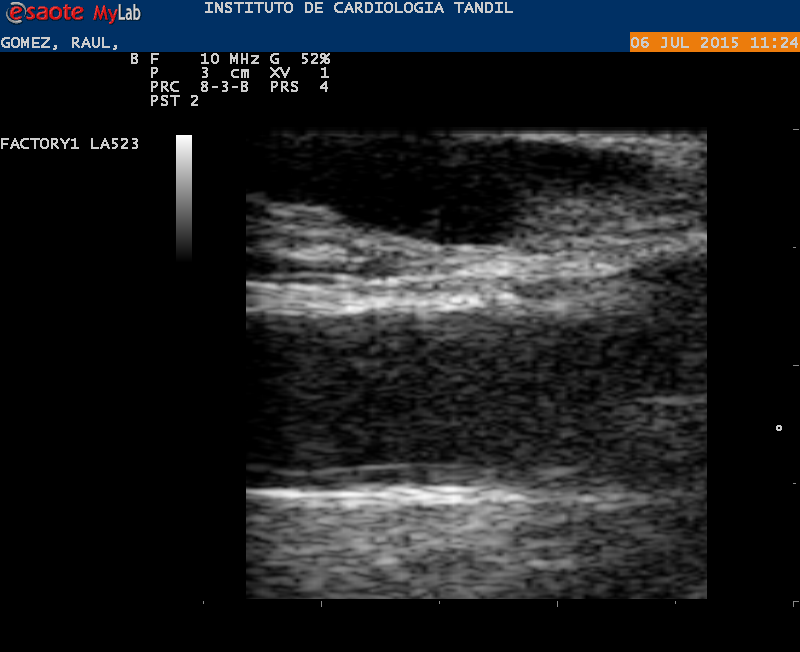 esaote MyLab
INSTITUTO DE CARDIOLOGIA TANDIL
GOMEZ, RAUL,
06 JUL 2015 11:24
B F 10 MHz G 52%
P 3 cm XV 1
PRC 8-3-B PRS 4
PST 2
FACTORY1 LA523